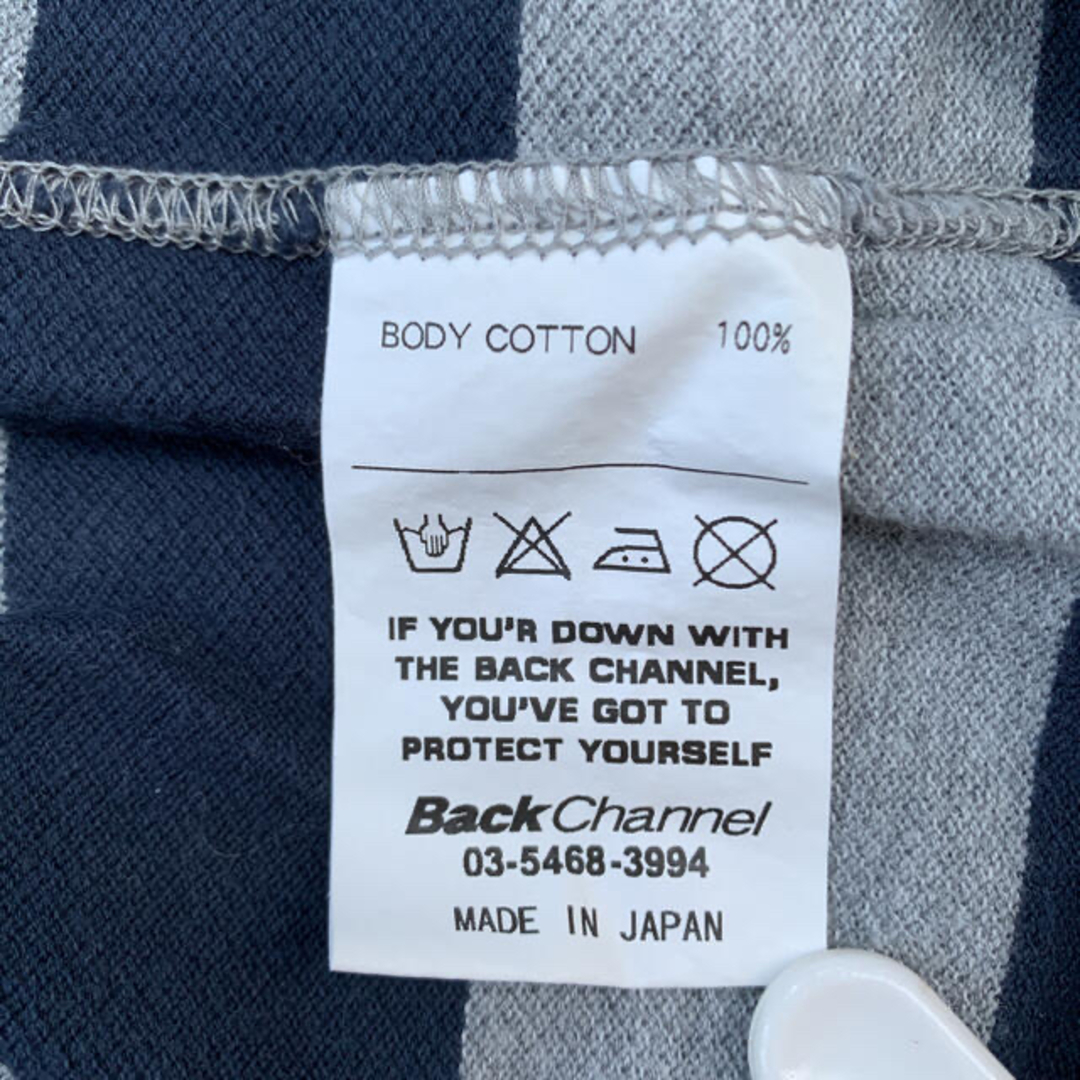 BODY COTTON 100%
IF YOU'R DOWN WITH
THE BACK CHANNEL,
YOU'VE GOT TO
PROTECT YOURSELF
BackChannel
03-5468-3994
MADE IN JAPAN